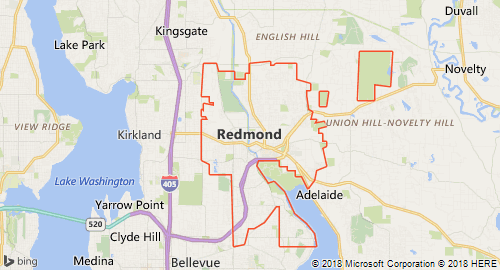 Duvall
Kingsgate
ENGLISH HILL
Lake Park
Novelty
UNION HILL-NOVELTY HILL
VIEW RIDGE
Kirkland
Redmond
Lake Washington
405
Adelaide
Yarrow Point
520
Clyde Hill
bing
Medina
Bellevue
© 2018 Microsoft Corporation © 2018 HERE